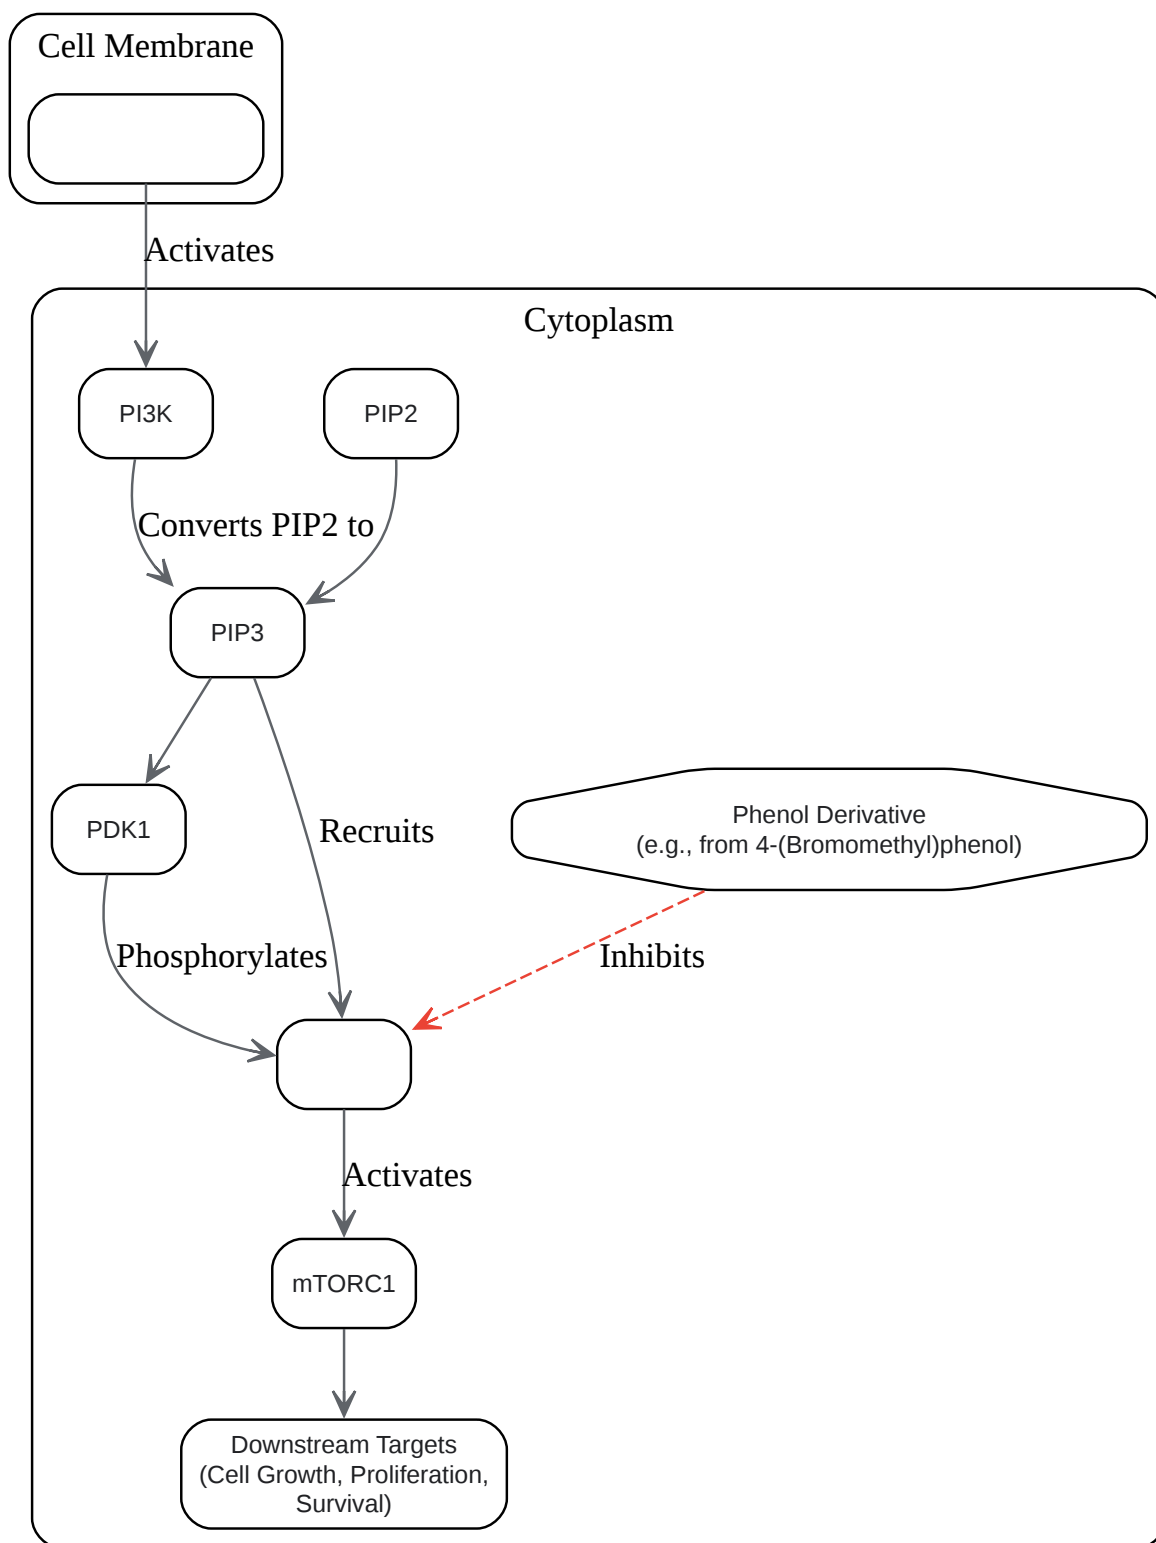 Cell Membrane
Activates
Cytoplasm
PI3K
PIP2
Converts PIP2 to
PIP3
PDK1
Recruits
Phenol Derivative
(e.g., from 4-(Bromomethyl)phenol)
Phosphorylates
Inhibits
Activates
mTORC1
Downstream Targets
(Cell Growth, Proliferation,
Survival)